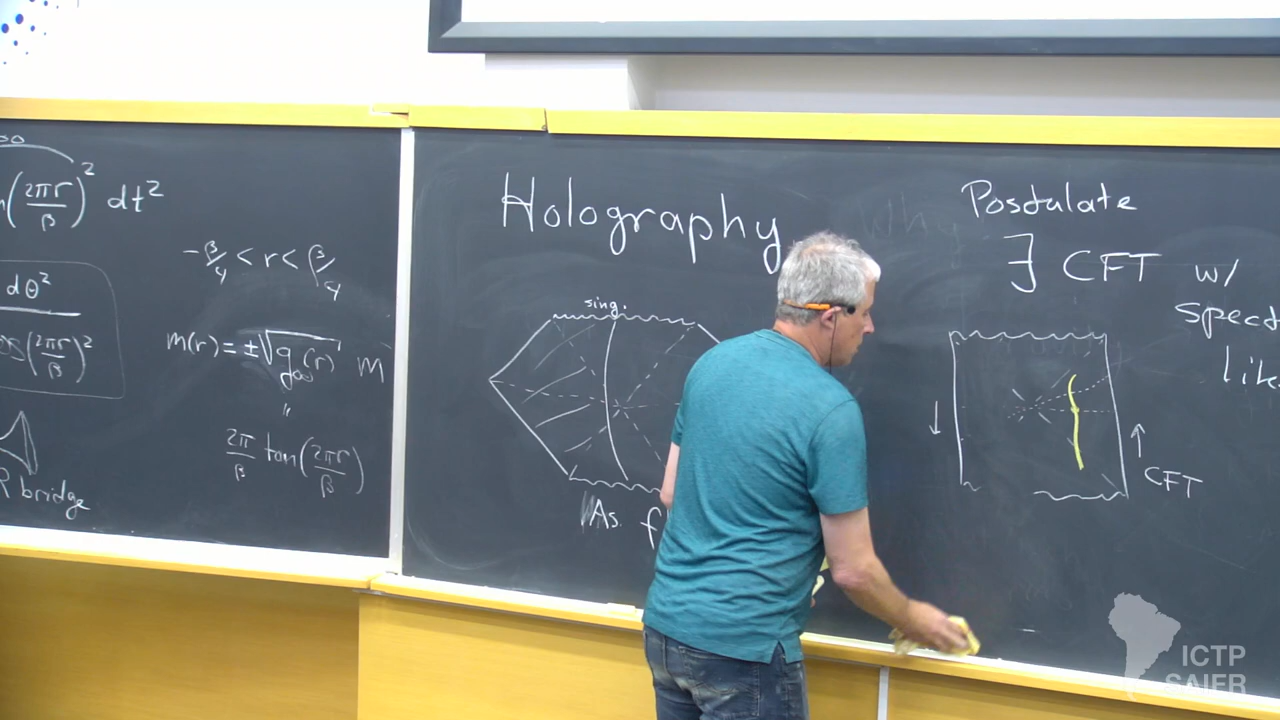 (2πr/β)² dt²
dθ²
(2πr/β)²
R bridge
-β/4 < r < β/4
m(r) = ±√g₀₀(r) m
"
2π/β tan(2πr/β)
Holography
sing.
As. f
Postulate
∃ CFT w/
spect
lik
↓
↑
CFT
ICTP
SAIFR